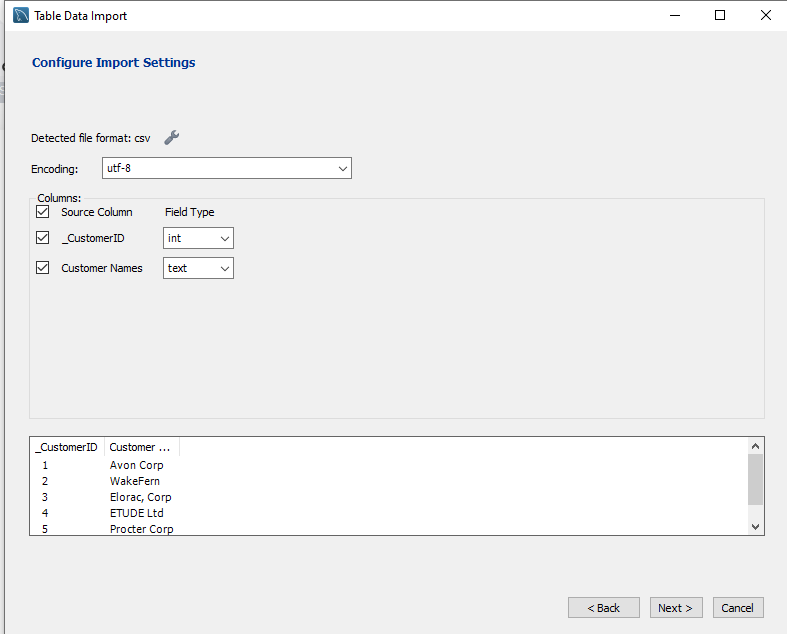 Table Data Import
Configure Import Settings
Detected file format: csv
Encoding: utf-8
Columns:
Source Column Field Type
_CustomerID int
Customer Names text
_CustomerID Customer ...
1 Avon Corp
2 WakeFern
3 Elorac, Corp
4 ETUDE Ltd
5 Procter Corp
< Back Next > Cancel